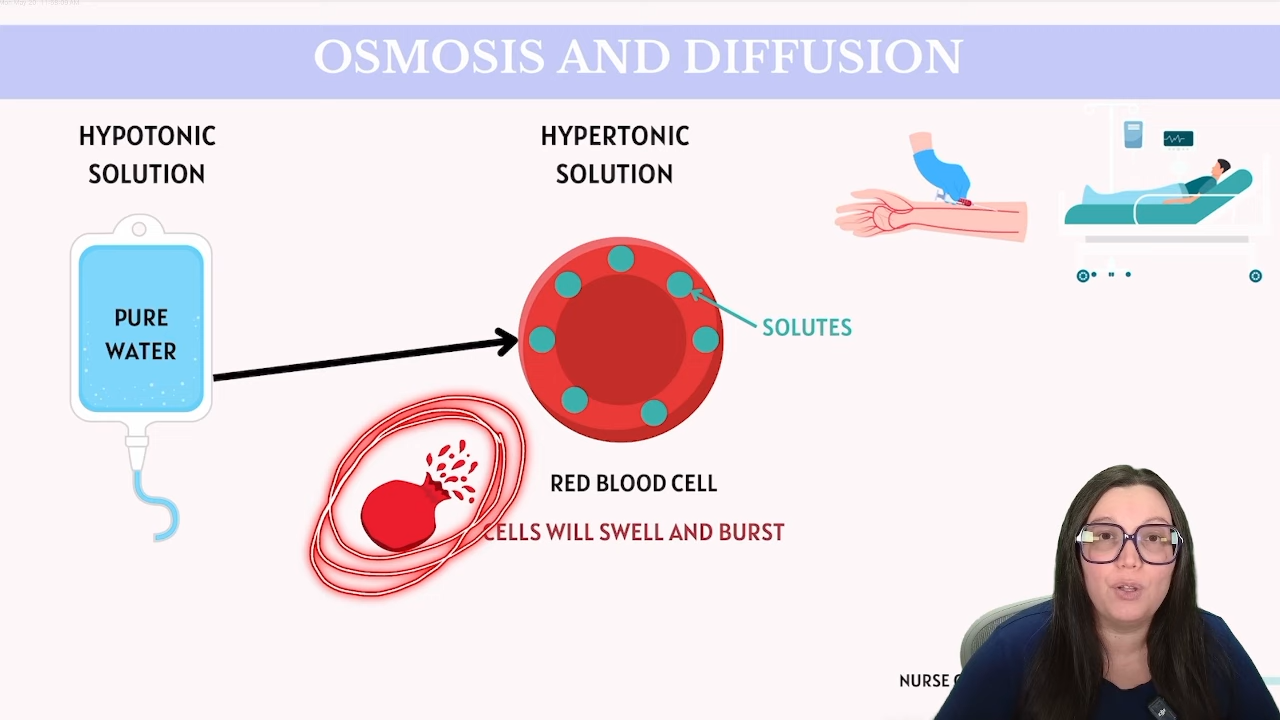 OSMOSIS AND DIFFUSION
HYPOTONIC
SOLUTION
HYPERTONIC
SOLUTION
PURE
WATER
SOLUTES
RED BLOOD CELL
CELLS WILL SWELL AND BURST
NURSE